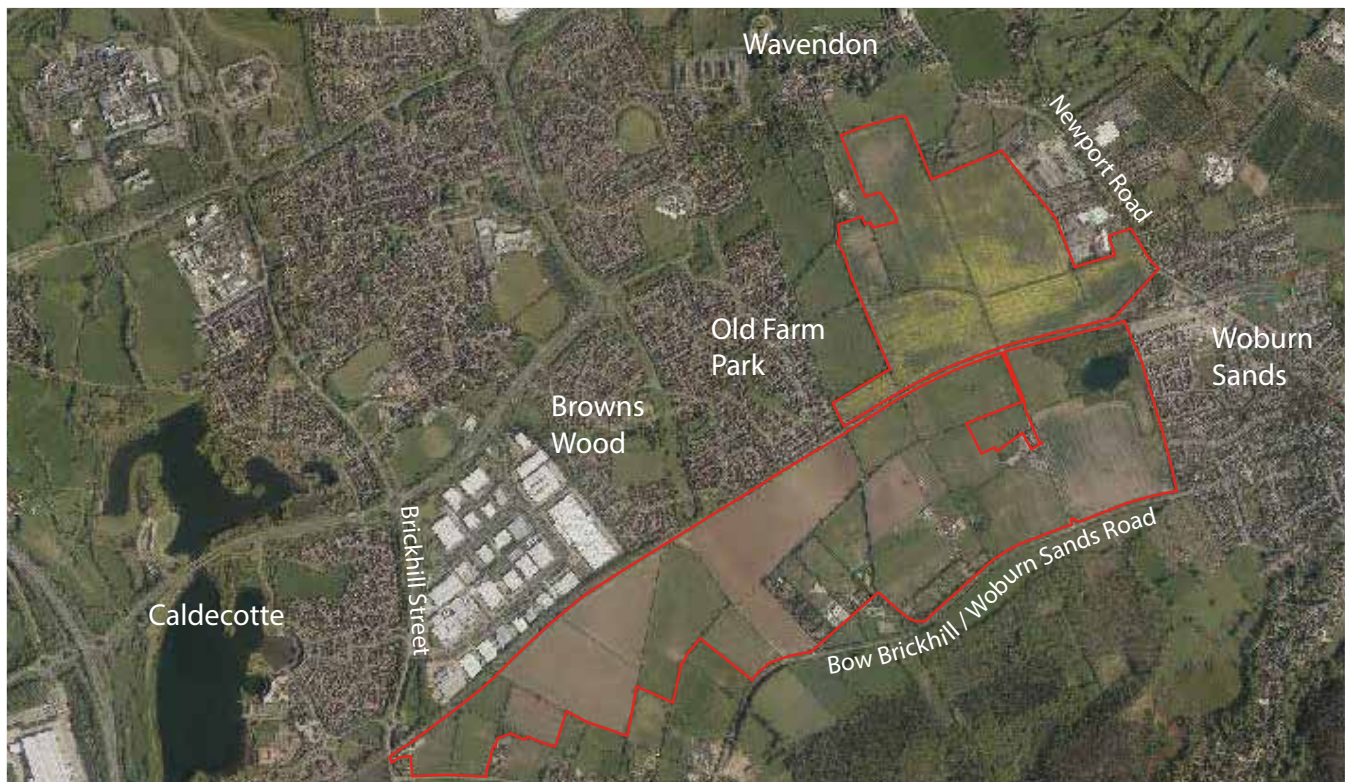 Wavendon
Newport Road
Old Farm
Park
Woburn
Sands
Browns
Wood
Brickhill Street
Caldecotte
Bow Brickhill / Woburn Sands Road